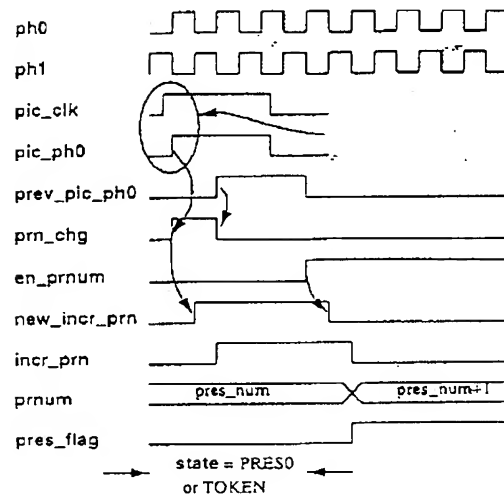 ph0
ph1
pic_clk
pic_ph0
prev_pic_ph0
prn_chg
en_prnum
new_incr_prn
incr_prn
prnum
pres_num
pres_num+1
pres_flag
state = PRES0
or TOKEN